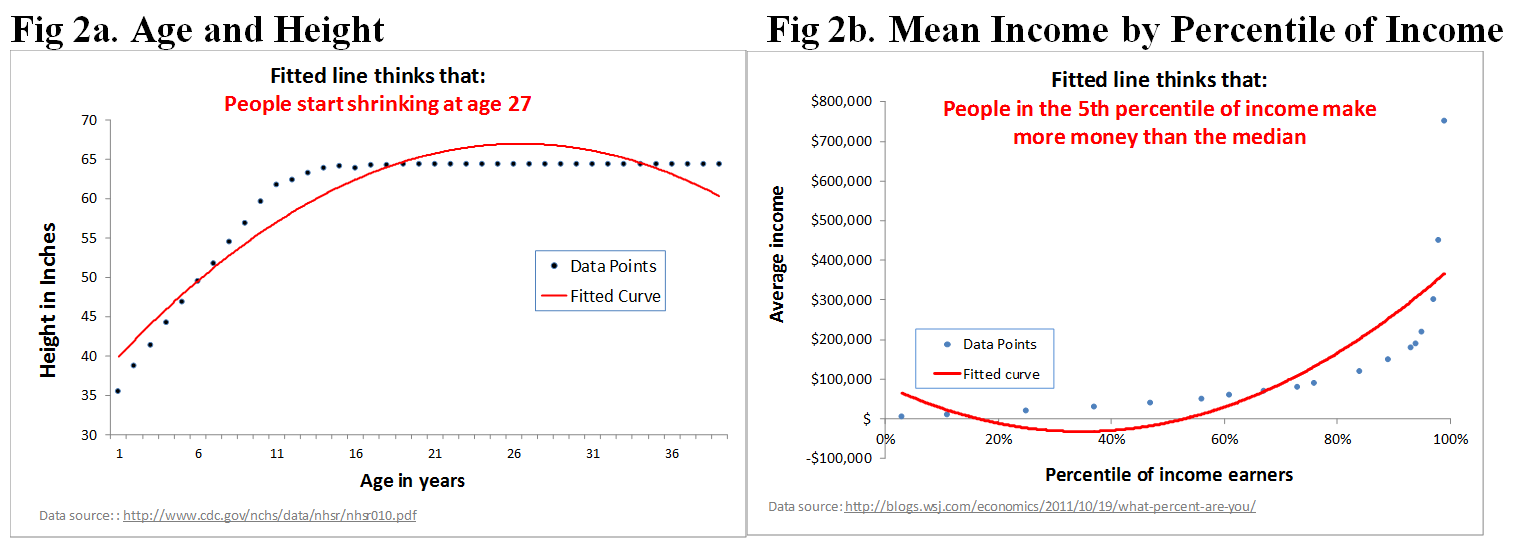 Fig 2a. Age and Height
Fitted line thinks that:
People start shrinking at age 27
70
65
60
55
50
45
40
35
30
Height in Inches
Data Points
Fitted Curve
1 6 11 16 21 26 31 36
Age in years
Data source: : http://www.cdc.gov/nchs/data/nhsr/nhsr010.pdf
Fig 2b. Mean Income by Percentile of Income
Fitted line thinks that:
People in the 5th percentile of income make
more money than the median
$800,000
$700,000
$600,000
$500,000
$400,000
$300,000
$200,000
$100,000
$
-$100,000
Average income
Data Points
Fitted curve
0% 20% 40% 60% 80% 100%
Percentile of income earners
Data source: http://blogs.wsj.com/economics/2011/10/19/what-percent-are-you/